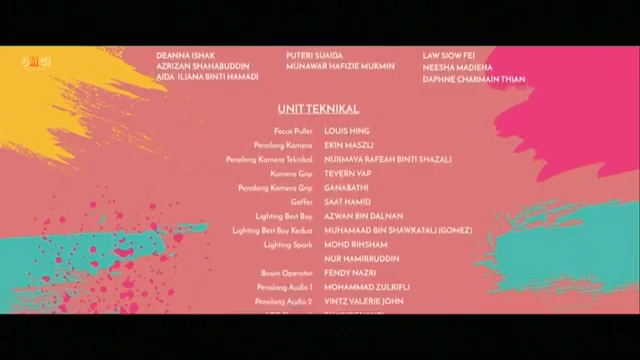 DEANNA ISHAK PUTERI SUAIDA LAW SIOW FEI
AZRIZAN SHAHABUDDIN MUNAWAR HAFIZIE MUKMIN NEESHA MADIEHA
AIDA ILIANA BINTI HAMADI DAPHNE CHARMAIN THIAN
UNIT TEKNIKAL
Focus Puller LOUIS HING
Penolong Kamera EKIN MASZLI
Penolong Kamera Teknikal NURMAYA RAFEAH BINTI SHAZALI
Kamera Grip TEVERN YAP
Penolong Kamera Grip GANABATHI
Gaffer SAAT HAMID
Lighting Best Boy AZWAN BIN DALNAN
Lighting Best Boy Kedua MUHAMAAD BIN SHAWKATALI (GOMEZ)
Lighting Spark MOHD RIHSHAM
NUR HAMIRRUDDIN
Boom Operator FENDY NAZRI
Penolong Audio 1 MOHAMMAD ZULKIFLI
Penolong Audio 2 VINTZ VALERIE JOHN